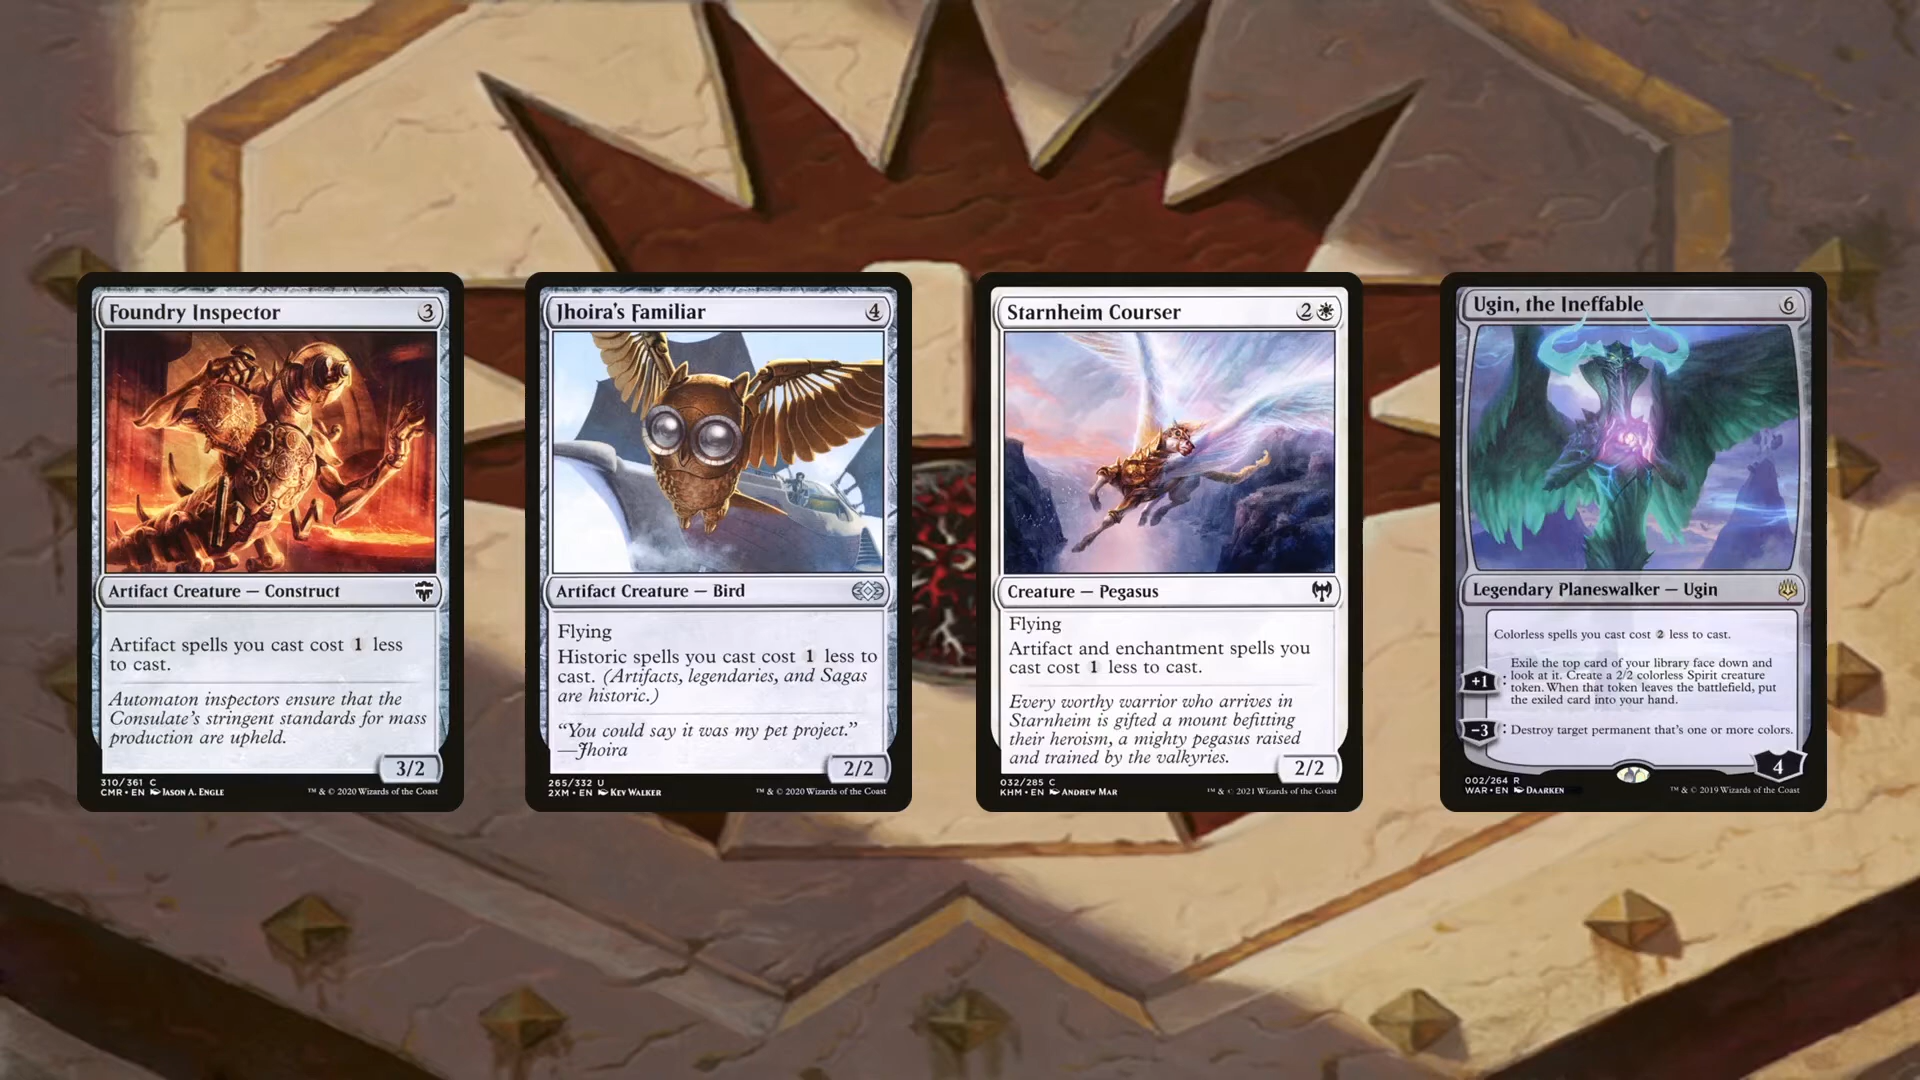 Foundry Inspector 3
Artifact Creature — Construct
Artifact spells you cast cost 1 less
to cast.
Automaton inspectors ensure that the
Consulate's stringent standards for mass
production are upheld.
3/2
310/361 C
CMR • EN Jason A. Engle
™ & © 2020 Wizards of the Coast
Jhoira's Familiar 4
Artifact Creature — Bird
Flying
Historic spells you cast cost 1 less to
cast. (Artifacts, legendaries, and Sagas
are historic.)
"You could say it was my pet project."
—Jhoira
2/2
265/332 U
2XM • EN Kev Walker
™ & © 2020 Wizards of the Coast
Starnheim Courser 2
Creature — Pegasus
Flying
Artifact and enchantment spells you
cast cost 1 less to cast.
Every worthy warrior who arrives in
Starnheim is gifted a mount befitting
their heroism, a mighty pegasus raised
and trained by the valkyries.
2/2
032/285 C
KHM • EN Andrew Mar
™ & © 2021 Wizards of the Coast
Ugin, the Ineffable 6
Legendary Planeswalker — Ugin
Colorless spells you cast cost 2 less to cast.
+1 : Exile the top card of your library face down and
look at it. Create a 2/2 colorless Spirit creature
token. When that token leaves the battlefield, put
the exiled card into your hand.
−3 : Destroy target permanent that's one or more colors.
4
002/264 R
WAR • EN Daarken
™ & © 2019 Wizards of the Coast